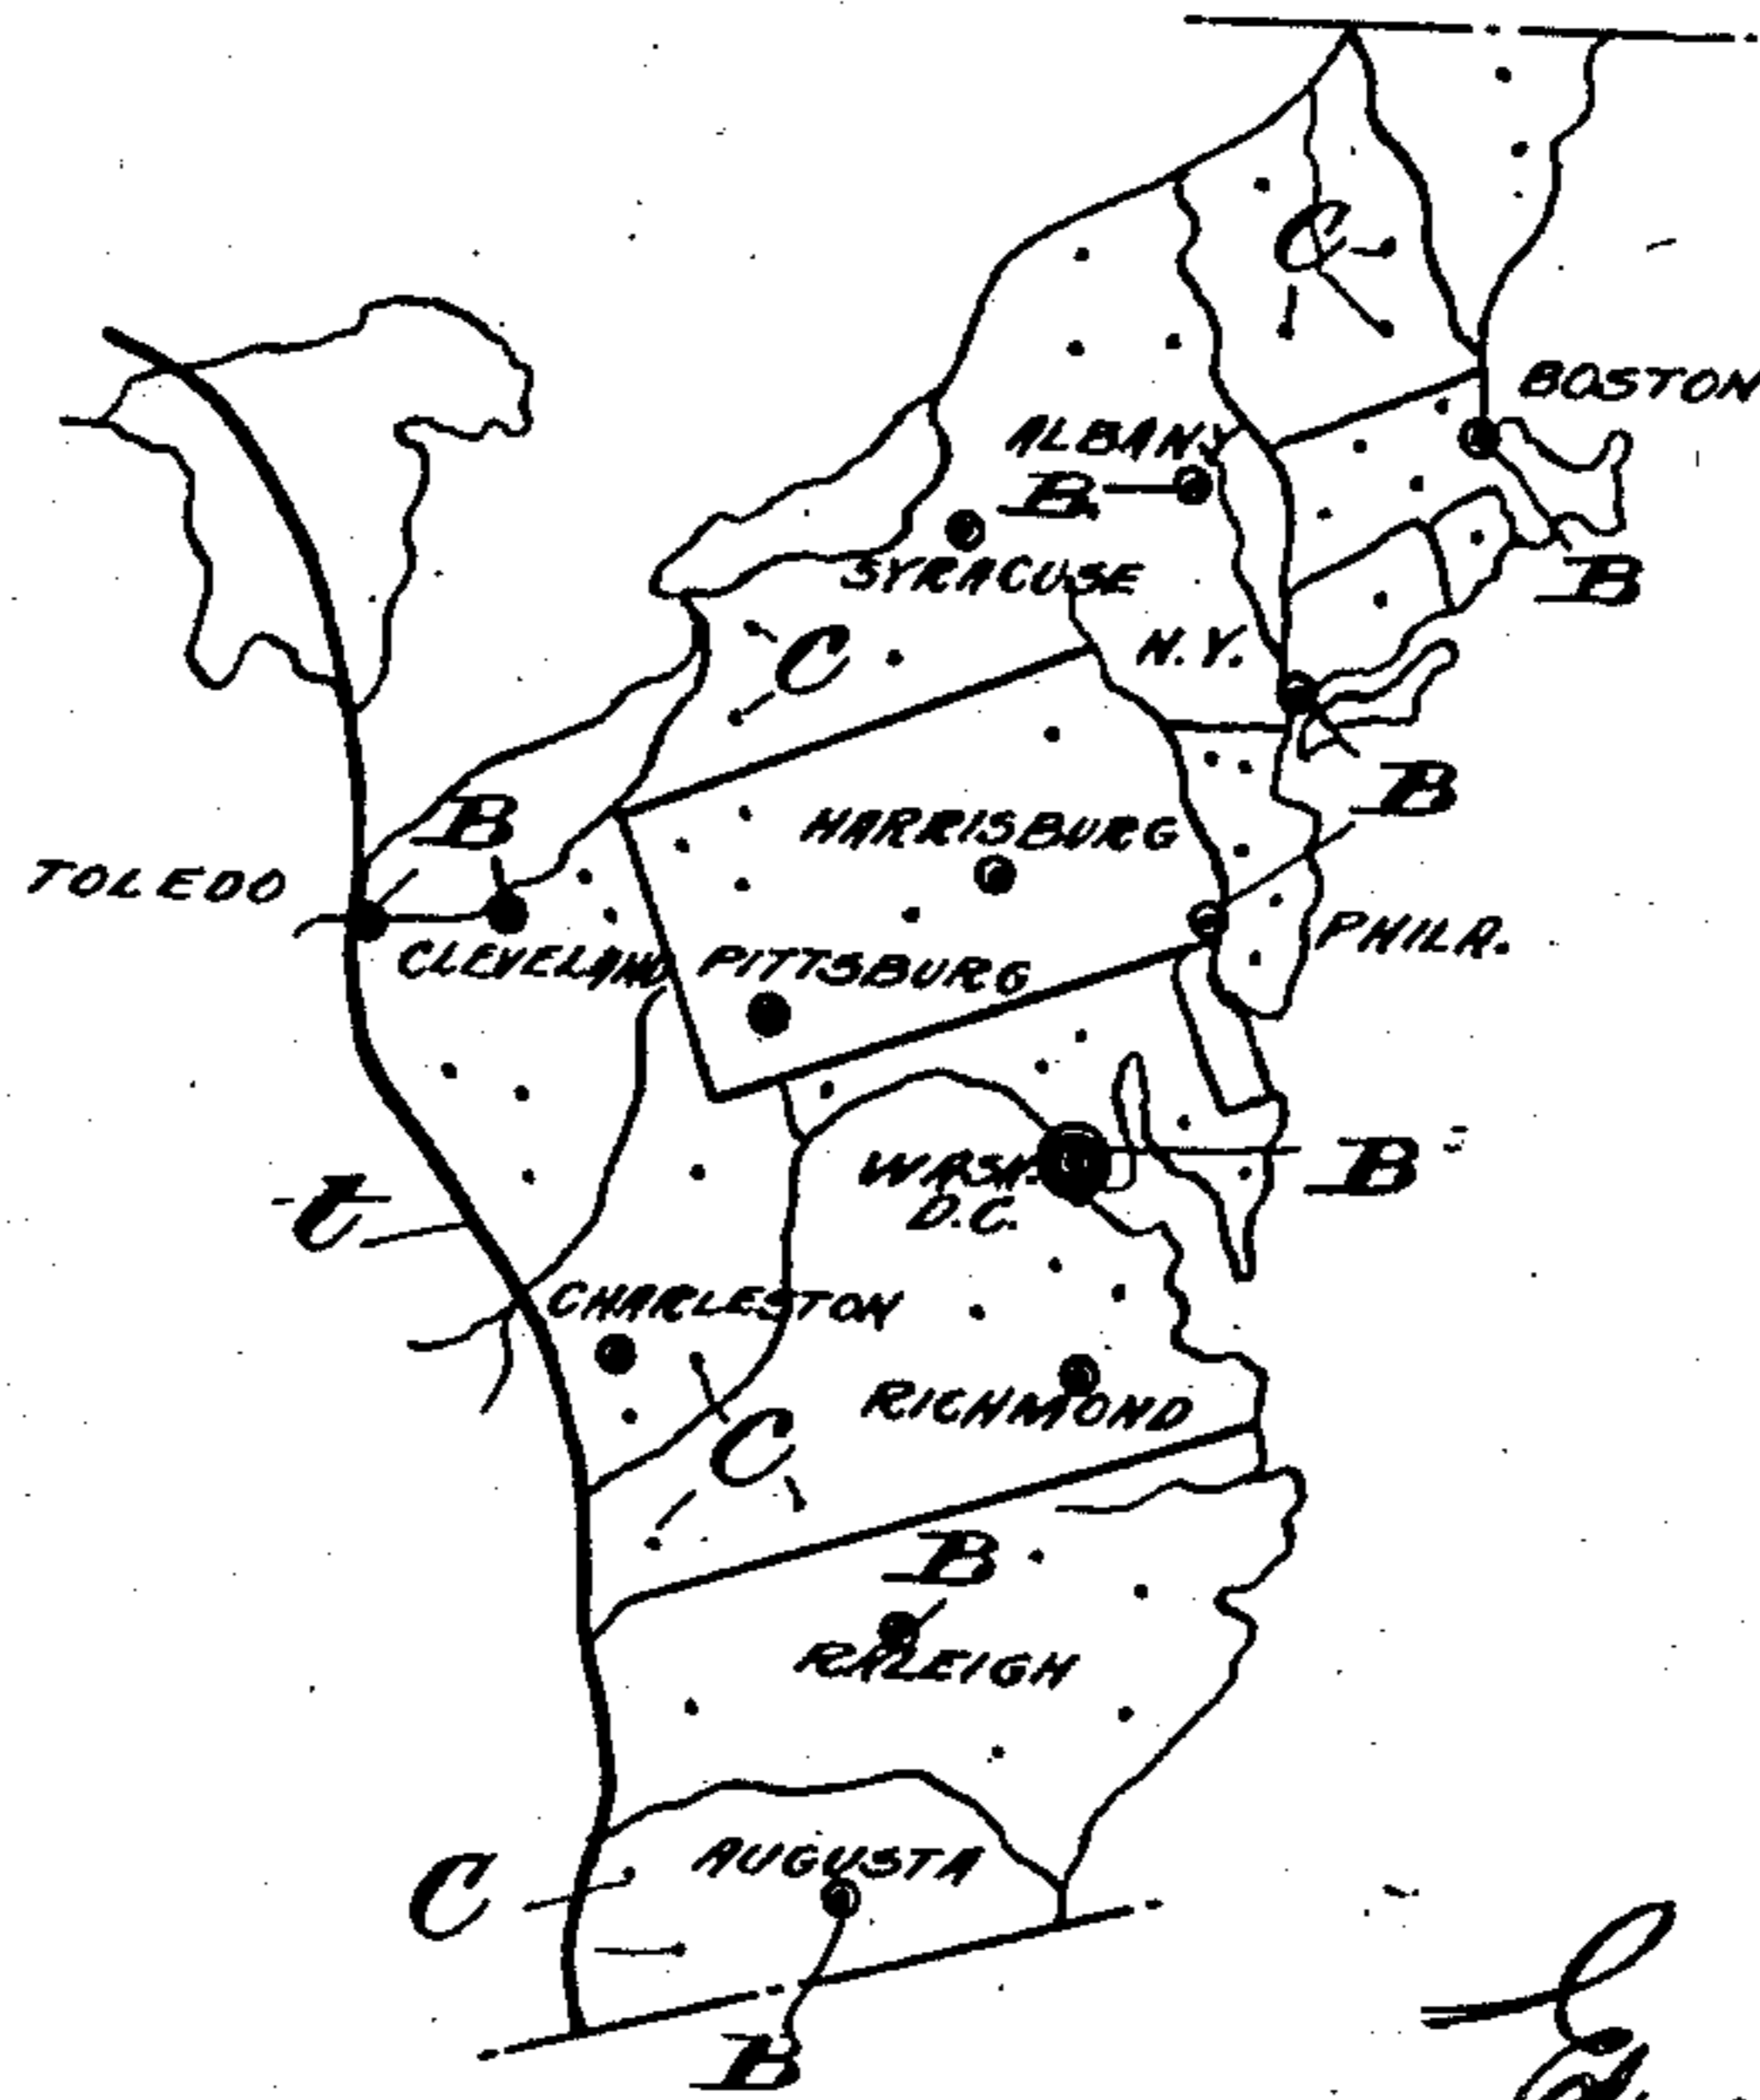 C
BOSTON
ALBANY
B
SYRACUSE
B
C
N.Y.
B
B
HARRISBURG
TOLEDO
CLEVELAND
PITTSBURG
PHILA.
WASH.
D.C.
B
t
CHARLESTON
RICHMOND
C
B
RALEIGH
AUGUSTA
C
B